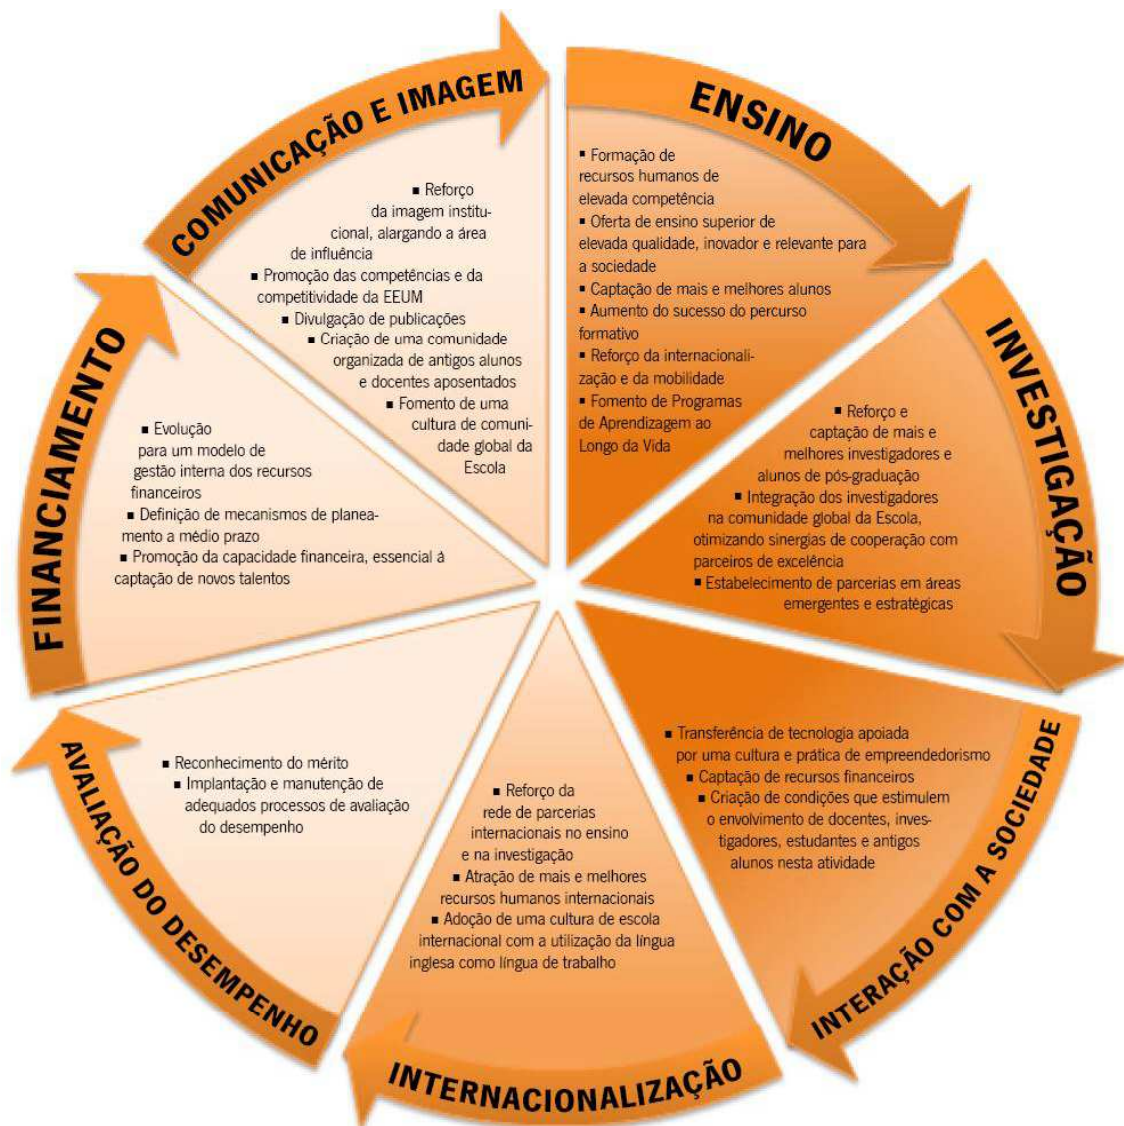 ENSINO
▪ Formação de
recursos humanos de
elevada competência
▪ Oferta de ensino superior de
elevada qualidade, inovador e relevante para
a sociedade
▪ Captação de mais e melhores alunos
▪ Aumento do sucesso do percurso
formativo
▪ Reforço da internacionali-
zação e da mobilidade
▪ Fomento de Programas
de Aprendizagem ao
Longo da Vida
INVESTIGAÇÃO
▪ Reforço e
captação de mais e
melhores investigadores e
alunos de pós-graduação
▪ Integração dos investigadores
na comunidade global da Escola,
otimizando sinergias de cooperação com
parceiros de excelência
▪ Estabelecimento de parcerias em áreas
emergentes e estratégicas
INTERAÇÃO COM A SOCIEDADE
▪ Transferência de tecnologia apoiada
por uma cultura e prática de empreendedorismo
▪ Captação de recursos financeiros
▪ Criação de condições que estimulem
o envolvimento de docentes, inves-
tigadores, estudantes e antigos
alunos nesta atividade
INTERNACIONALIZAÇÃO
▪ Reforço da
rede de parcerias
internacionais no ensino
e na investigação
▪ Atração de mais e melhores
recursos humanos internacionais
▪ Adoção de uma cultura de escola
internacional com a utilização da língua
inglesa como língua de trabalho
AVALIAÇÃO DO DESEMPENHO
▪ Reconhecimento do mérito
▪ Implantação e manutenção de
adequados processos de avaliação
do desempenho
FINANCIAMENTO
▪ Evolução
para um modelo de
gestão interna dos recursos
financeiros
▪ Definição de mecanismos de planea-
mento a médio prazo
▪ Promoção da capacidade financeira, essencial á
captação de novos talentos
COMUNICAÇÃO E IMAGEM
▪ Reforço
da imagem institu-
cional, alargando a área
de influência
▪ Promoção das competências e da
competitividade da EEUM
▪ Divulgação de publicações
▪ Criação de uma comunidade
organizada de antigos alunos
e docentes aposentados
▪ Fomento de uma
cultura de comuni-
dade global da
Escola